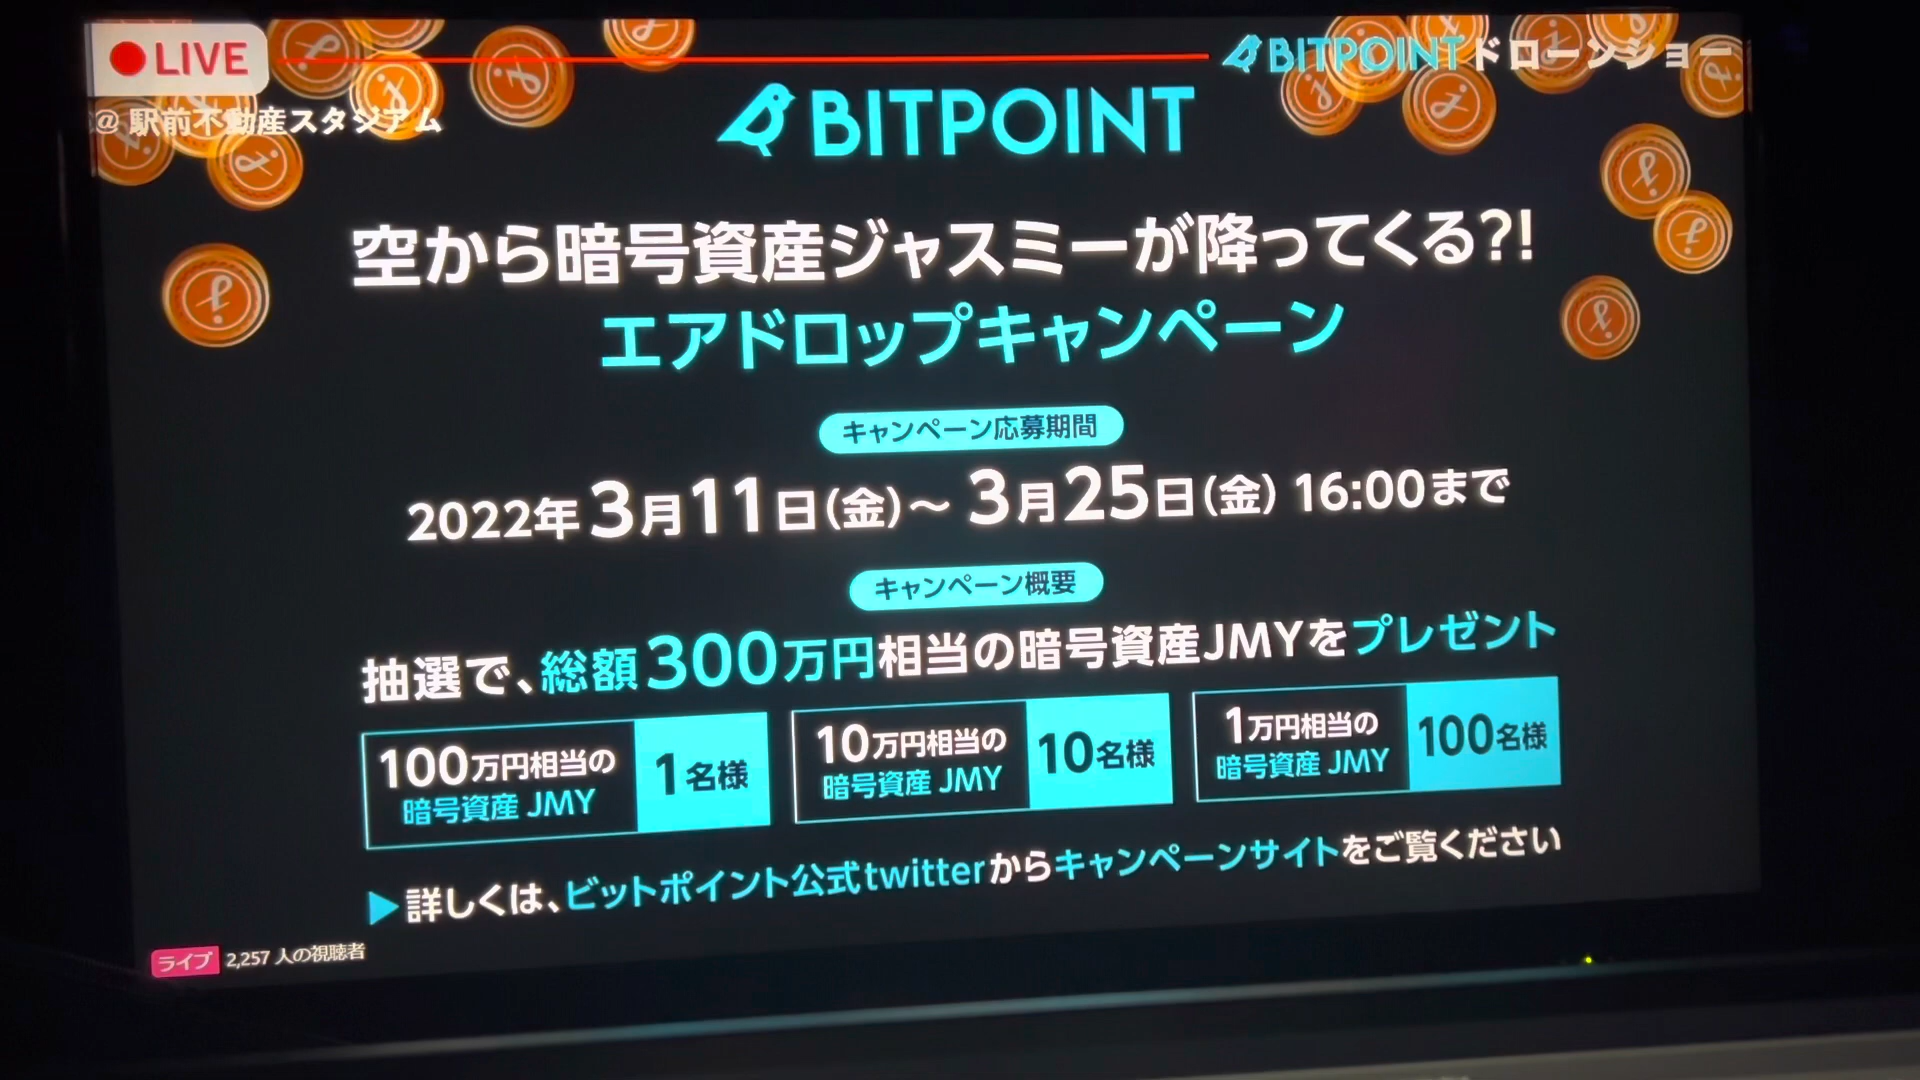 LIVE
BITPOINTドローンショー
@ 駅前不動産スタジアム
BITPOINT
空から暗号資産ジャスミーが降ってくる?!
エアドロップキャンペーン
キャンペーン応募期間
2022年3月11日(金)～3月25日(金) 16:00まで
キャンペーン概要
抽選で、総額300万円相当の暗号資産JMYをプレゼント
100万円相当の
暗号資産 JMY
1名様
10万円相当の
暗号資産 JMY
10名様
1万円相当の
暗号資産 JMY
100名様
▶詳しくは、ビットポイント公式twitterからキャンペーンサイトをご覧ください
ライブ 2,257 人の視聴者